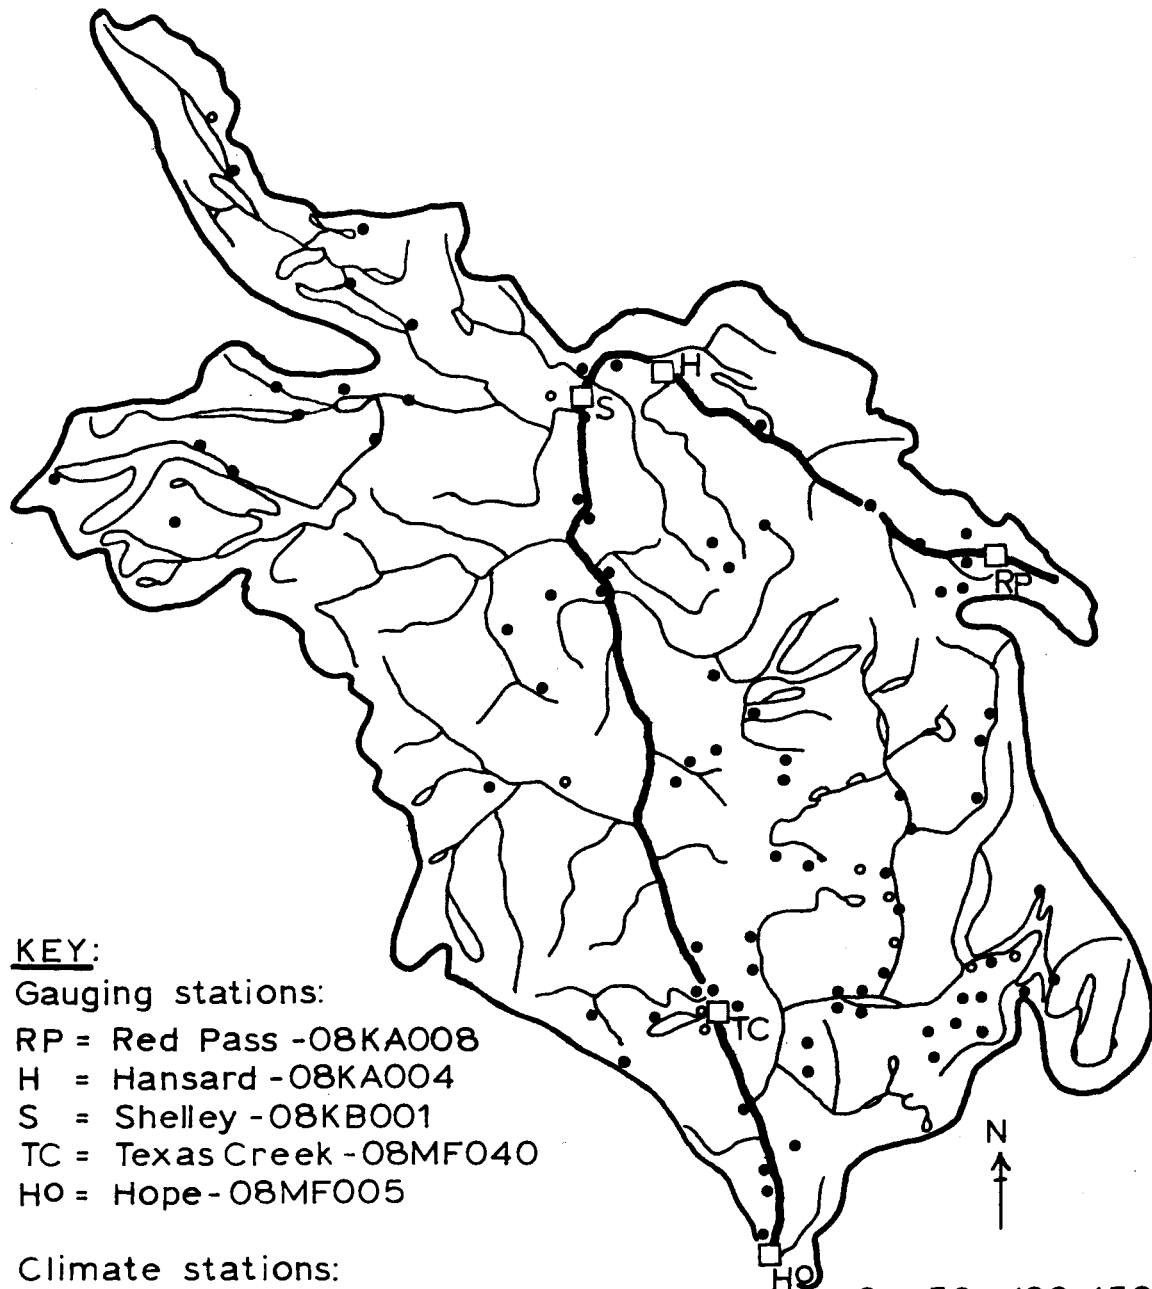 H
S
RP
KEY:
Gauging stations:
RP = Red Pass - 08KA008
H = Hansard - 08KA004
S = Shelley - 08KB001
TC = Texas Creek - 08MF040
HO = Hope - 08MF005
TC
N
Climate stations:
HO